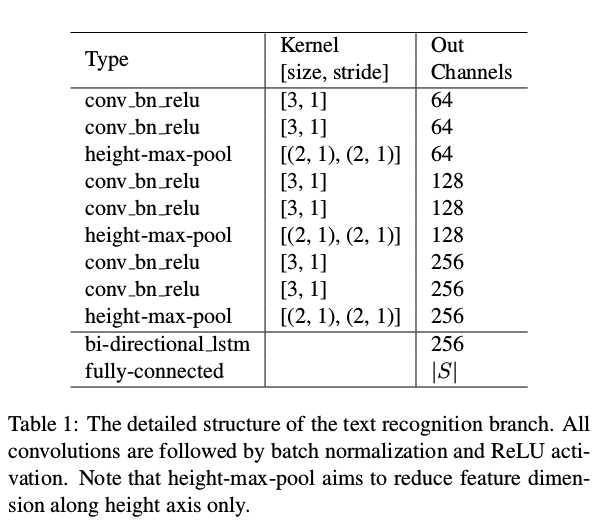 Type Kernel [size, stride] Out Channels
conv_bn_relu [3, 1] 64
conv_bn_relu [3, 1] 64
height-max-pool [(2, 1), (2, 1)] 64
conv_bn_relu [3, 1] 128
conv_bn_relu [3, 1] 128
height-max-pool [(2, 1), (2, 1)] 128
conv_bn_relu [3, 1] 256
conv_bn_relu [3, 1] 256
height-max-pool [(2, 1), (2, 1)] 256
bi-directional_lstm 256
fully-connected |S|
Table 1: The detailed structure of the text recognition branch. All
convolutions are followed by batch normalization and ReLU acti-
vation. Note that height-max-pool aims to reduce feature dimen-
sion along height axis only.